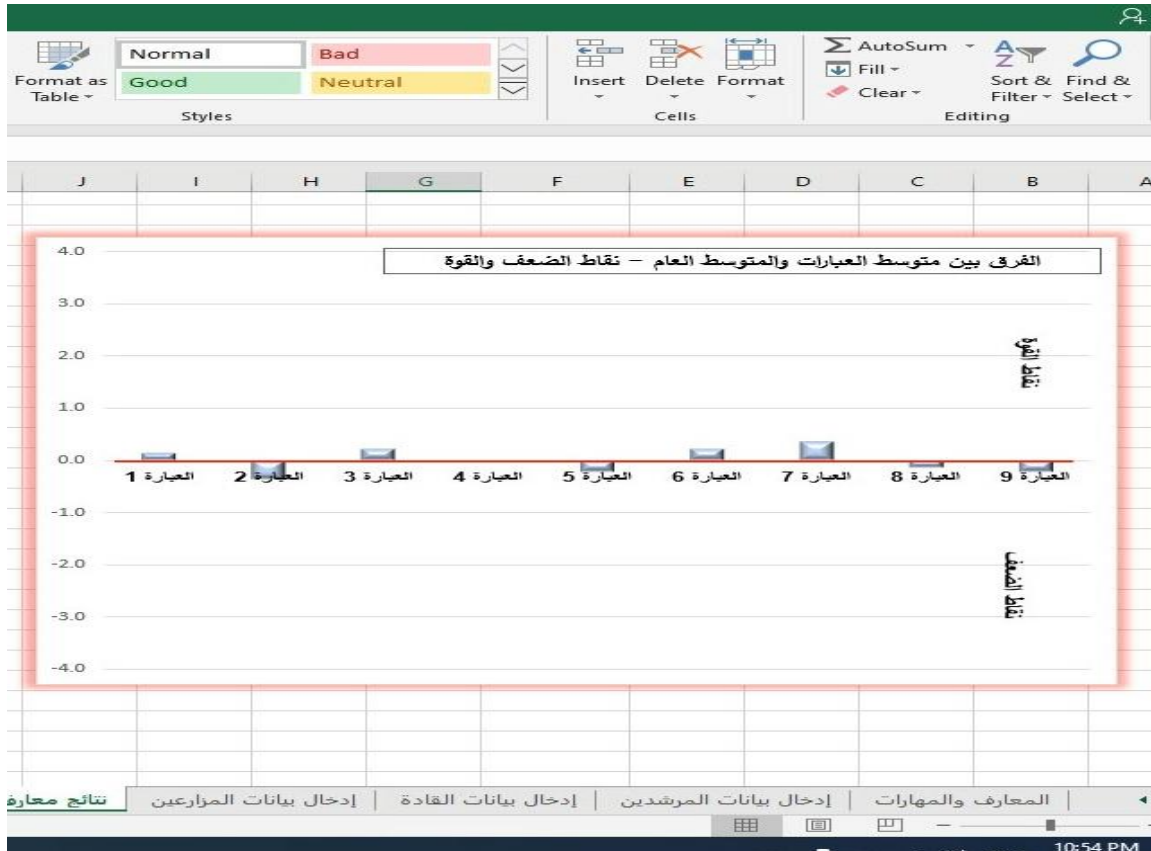 Normal
Bad
Good
Neutral
Format as
Table
Styles
Insert
Delete
Format
Cells
AutoSum
Fill
Clear
Sort &
Filter
Find &
Select
Editing
J I H G F E D C B A
الفرق بين متوسط العبارات والمتوسط العام – نقاط الضعف والقوة
4.0
3.0
2.0
1.0
0.0
-1.0
-2.0
-3.0
-4.0
نقاط القوة
نقاط الضعف
العبارة 1
العبارة 2
العبارة 3
العبارة 4
العبارة 5
العبارة 6
العبارة 7
العبارة 8
العبارة 9
المعارف والمهارات
إدخال بيانات المرشدين
إدخال بيانات القادة
إدخال بيانات المزارعين
نتائج
10:54 PM